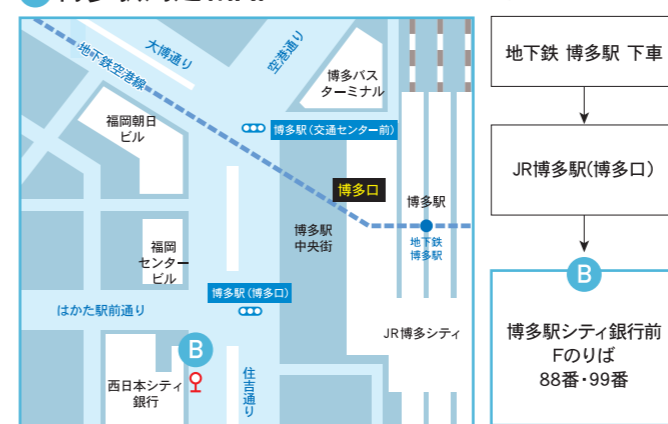 大博通り
空港通り
地下鉄空港線
博多バス
ターミナル
福岡朝日
ビル
博多駅(交通センター前)
博多口
博多駅
地下鉄
博多駅
博多駅
中央街
福岡
センター
ビル
博多駅(博多口)
はかた駅前通り
JR博多シティ
B
西日本シティ
銀行
住吉通り
地下鉄 博多駅 下車
JR博多駅(博多口)
B
博多駅シティ銀行前
Fのりば
88番・99番